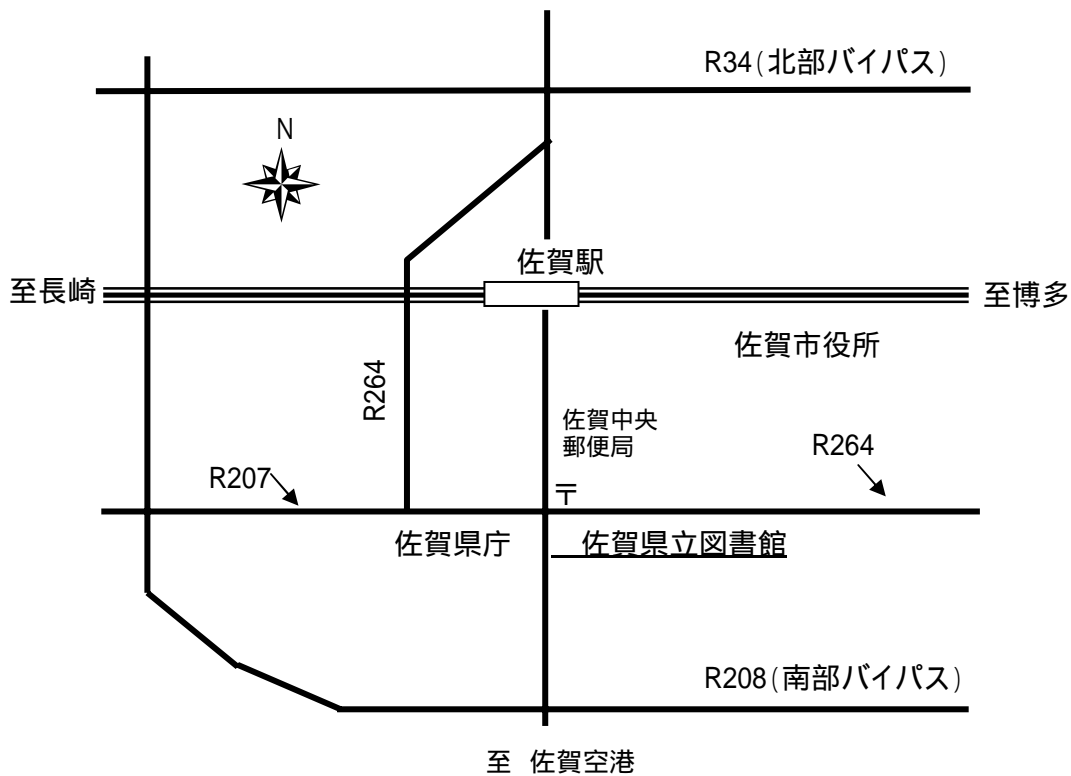 R34(北部バイパス)
N
佐賀駅
至長崎
至博多
佐賀市役所
R264
佐賀中央
郵便局
R264
R207
〒
佐賀県庁
佐賀県立図書館
R208(南部バイパス)
至 佐賀空港